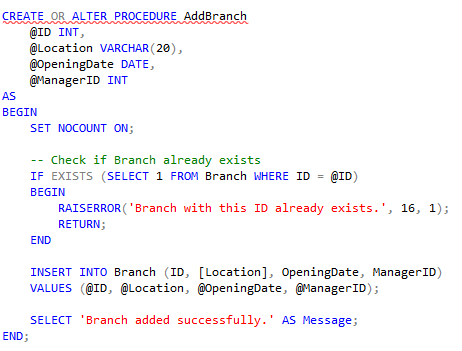 CREATE OR ALTER PROCEDURE AddBranch
    @ID INT,
    @Location VARCHAR(20),
    @OpeningDate DATE,
    @ManagerID INT
AS
BEGIN
    SET NOCOUNT ON;

    -- Check if Branch already exists
    IF EXISTS (SELECT 1 FROM Branch WHERE ID = @ID)
    BEGIN
        RAISERROR('Branch with this ID already exists.', 16, 1);
        RETURN;
    END

    INSERT INTO Branch (ID, [Location], OpeningDate, ManagerID)
    VALUES (@ID, @Location, @OpeningDate, @ManagerID);

    SELECT 'Branch added successfully.' AS Message;
END;